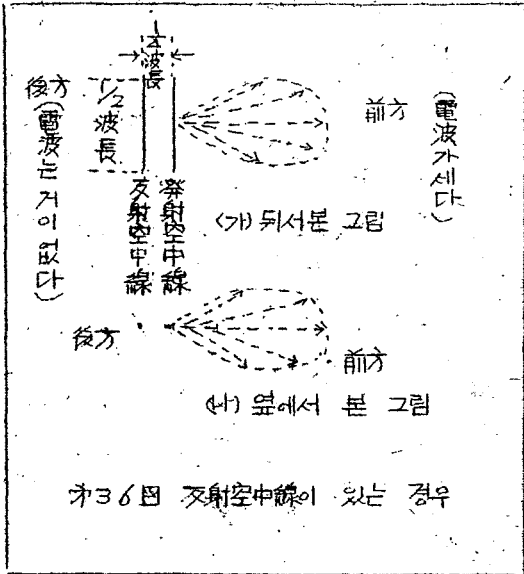 波長
後方
(電波는 거이 없다)
1/2 波長
反射空中線
発射空中線
前方
(電波가 세다)
(가) 뒤서본 그림
後方
前方
(나) 옆에서 본 그림
才36図 反射空中線이 있는 경우